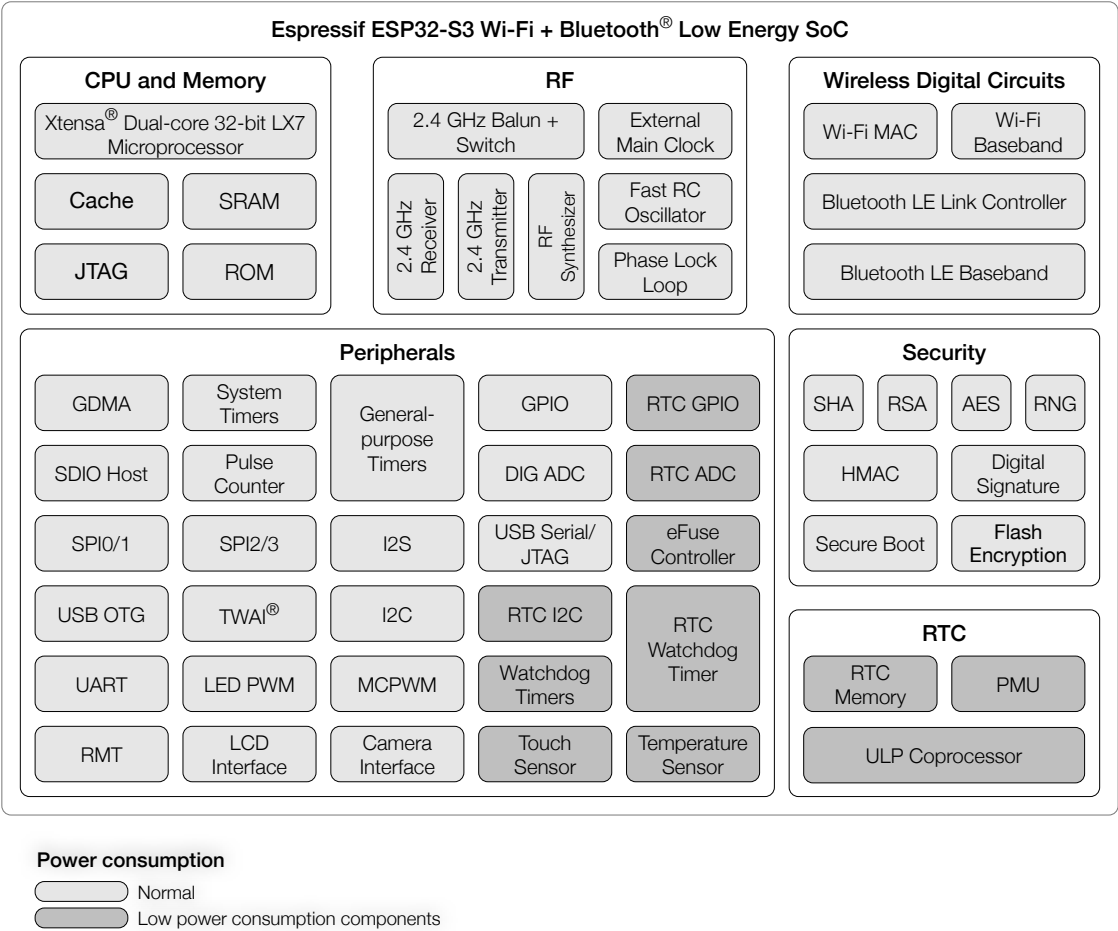 Espressif ESP32-S3 Wi-Fi + Bluetooth® Low Energy SoC
CPU and Memory
Xtensa® Dual-core 32-bit LX7
Microprocessor
Cache
SRAM
JTAG
ROM
RF
2.4 GHz Balun +
Switch
External
Main Clock
2.4 GHz
Receiver
2.4 GHz
Transmitter
RF
Synthesizer
Fast RC
Oscillator
Phase Lock
Loop
Wireless Digital Circuits
Wi-Fi MAC
Wi-Fi
Baseband
Bluetooth LE Link Controller
Bluetooth LE Baseband
Peripherals
GDMA
System
Timers
General-
purpose
Timers
GPIO
RTC GPIO
SDIO Host
Pulse
Counter
DIG ADC
RTC ADC
SPI0/1
SPI2/3
I2S
USB Serial/
JTAG
eFuse
Controller
USB OTG
TWAI®
I2C
RTC I2C
RTC
Watchdog
Timer
UART
LED PWM
MCPWM
Watchdog
Timers
RMT
LCD
Interface
Camera
Interface
Touch
Sensor
Temperature
Sensor
Security
SHA
RSA
AES
RNG
HMAC
Digital
Signature
Secure Boot
Flash
Encryption
RTC
RTC
Memory
PMU
ULP Coprocessor
Power consumption
Normal
Low power consumption components